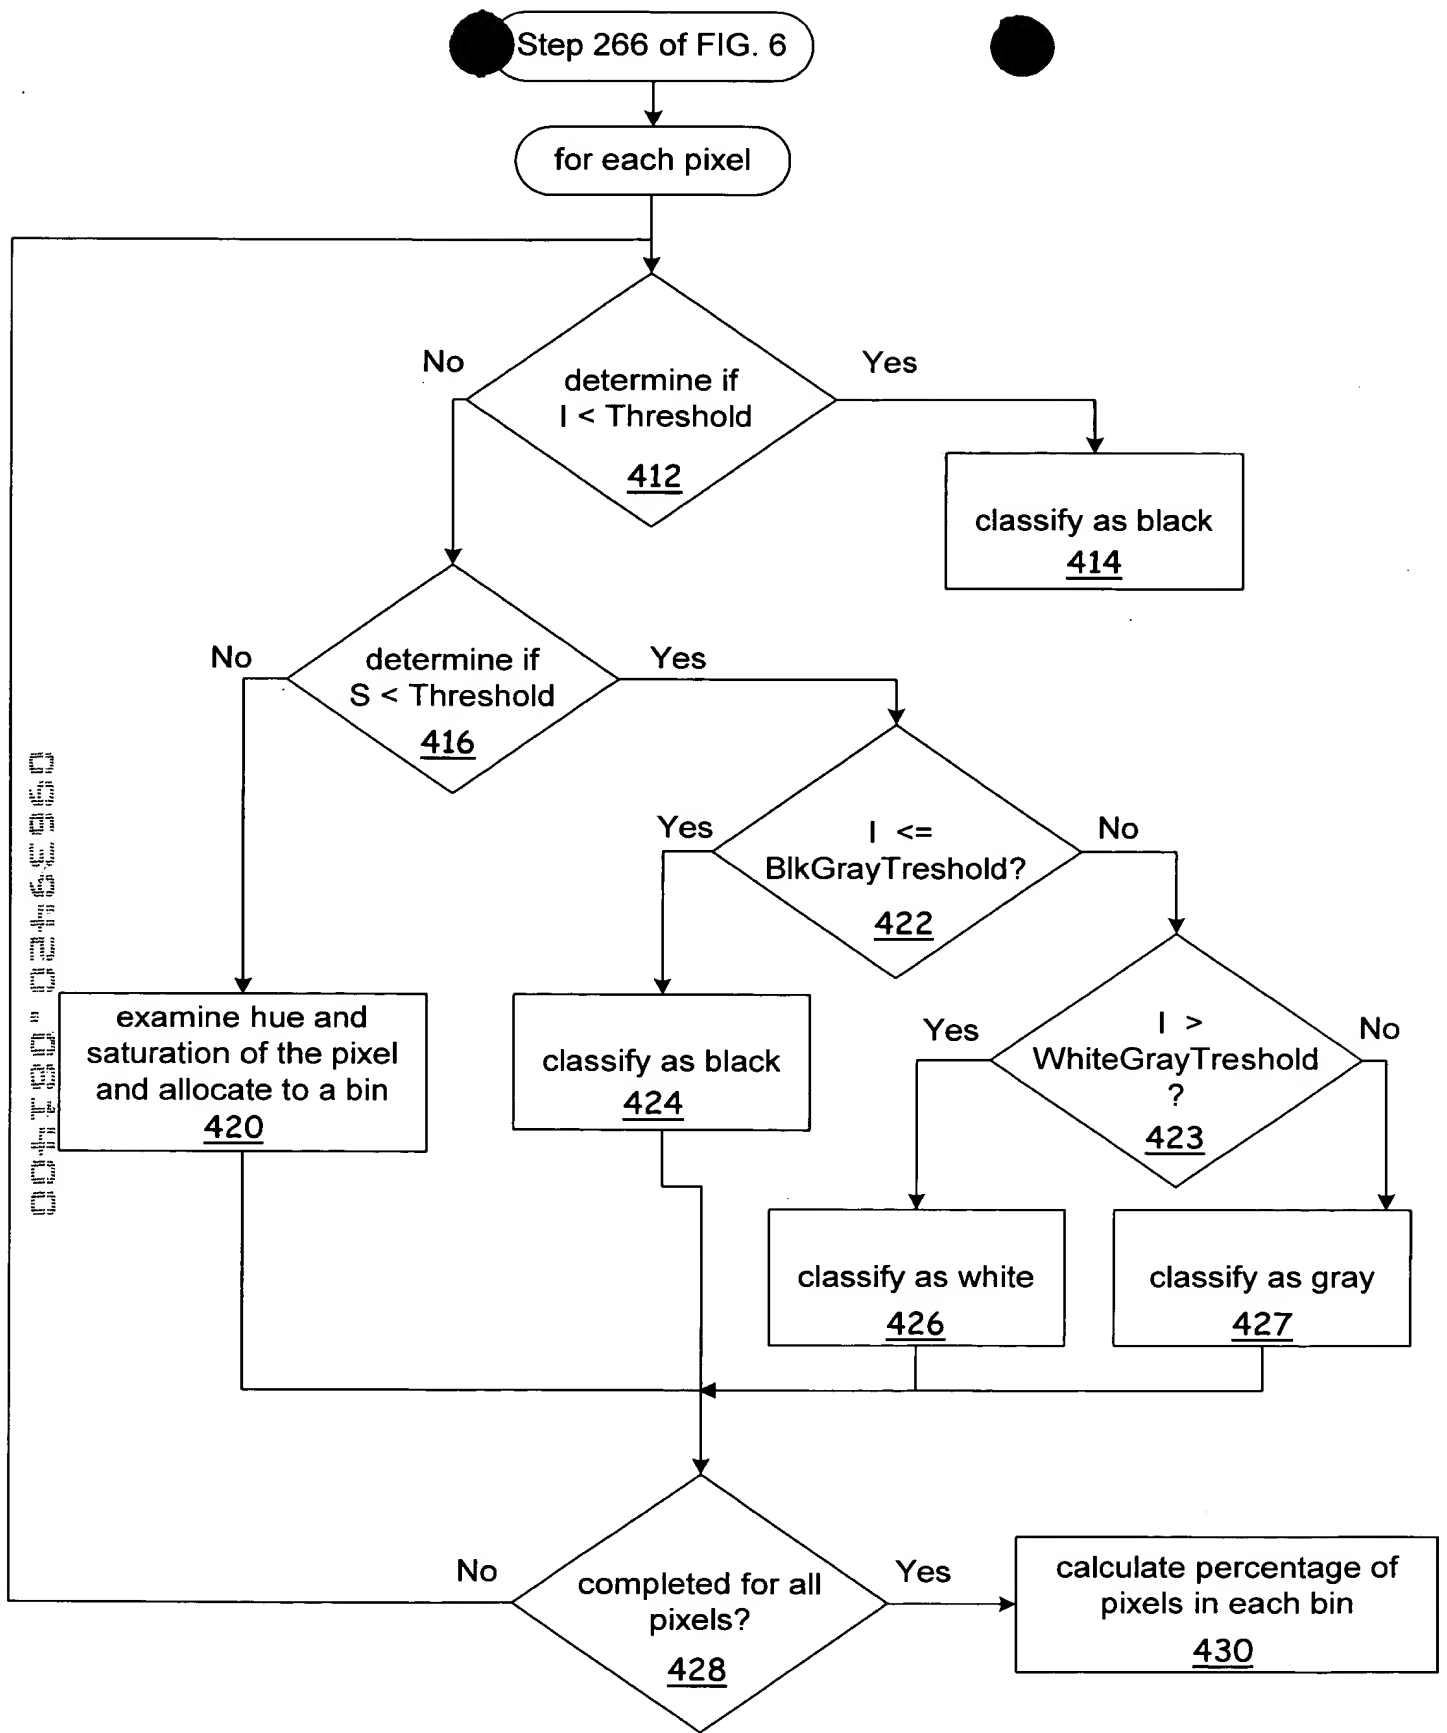 Step 266 of FIG. 6
for each pixel
No
Yes
determine if
I < Threshold
412
classify as black
414
No
Yes
determine if
S < Threshold
416
Yes
No
I <=
BlkGrayTreshold?
422
Yes
No
I >
WhiteGrayTreshold
?
423
examine hue and
saturation of the pixel
and allocate to a bin
420
classify as black
424
classify as white
426
classify as gray
427
No
Yes
completed for all
pixels?
428
calculate percentage of
pixels in each bin
430